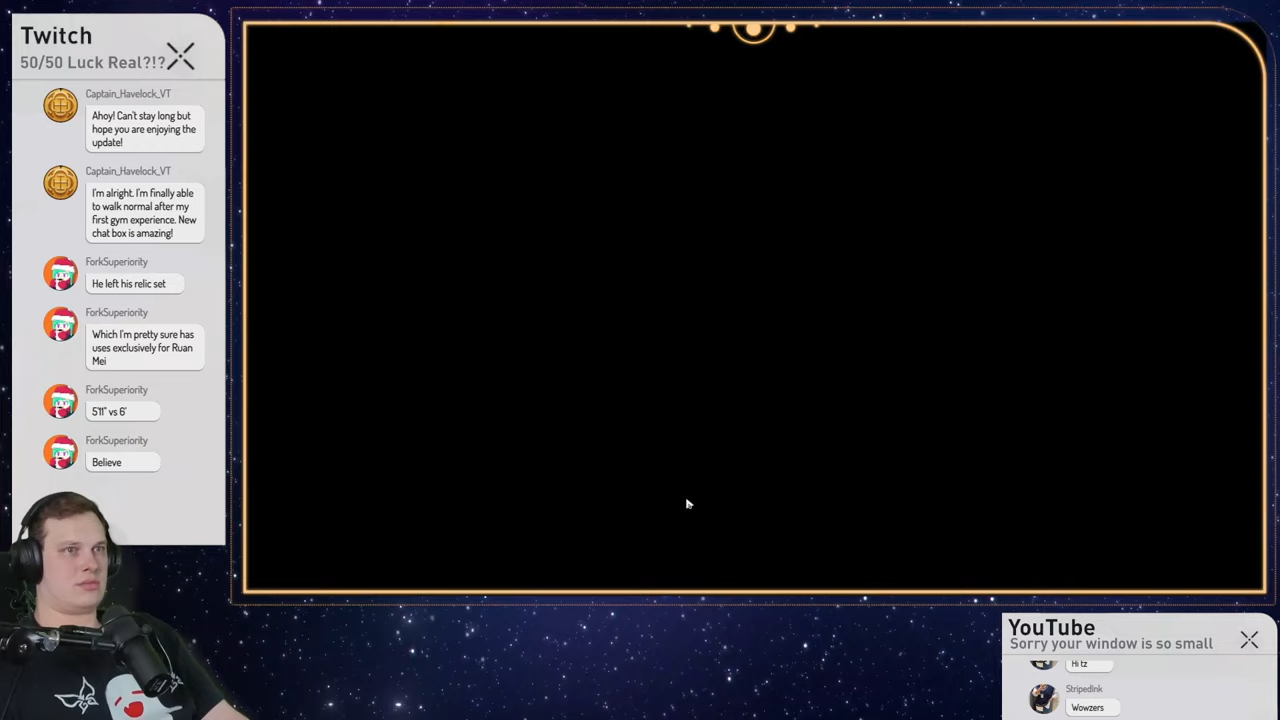 Twitch
50/50 Luck Real?!?
Captain_Havelock_VT
Ahoy! Can't stay long but
hope you are enjoying the
update!
Captain_Havelock_VT
I'm alright. I'm finally able
to walk normal after my
first gym experience. New
chat box is amazing!
ForkSuperiority
He left his relic set
ForkSuperiority
Which I'm pretty sure has
uses exclusively for Ruan
Mei
ForkSuperiority
5'11" vs 6'
ForkSuperiority
Believe
YouTube
Sorry your window is so small
Hi tz
StripedInk
Wowzers